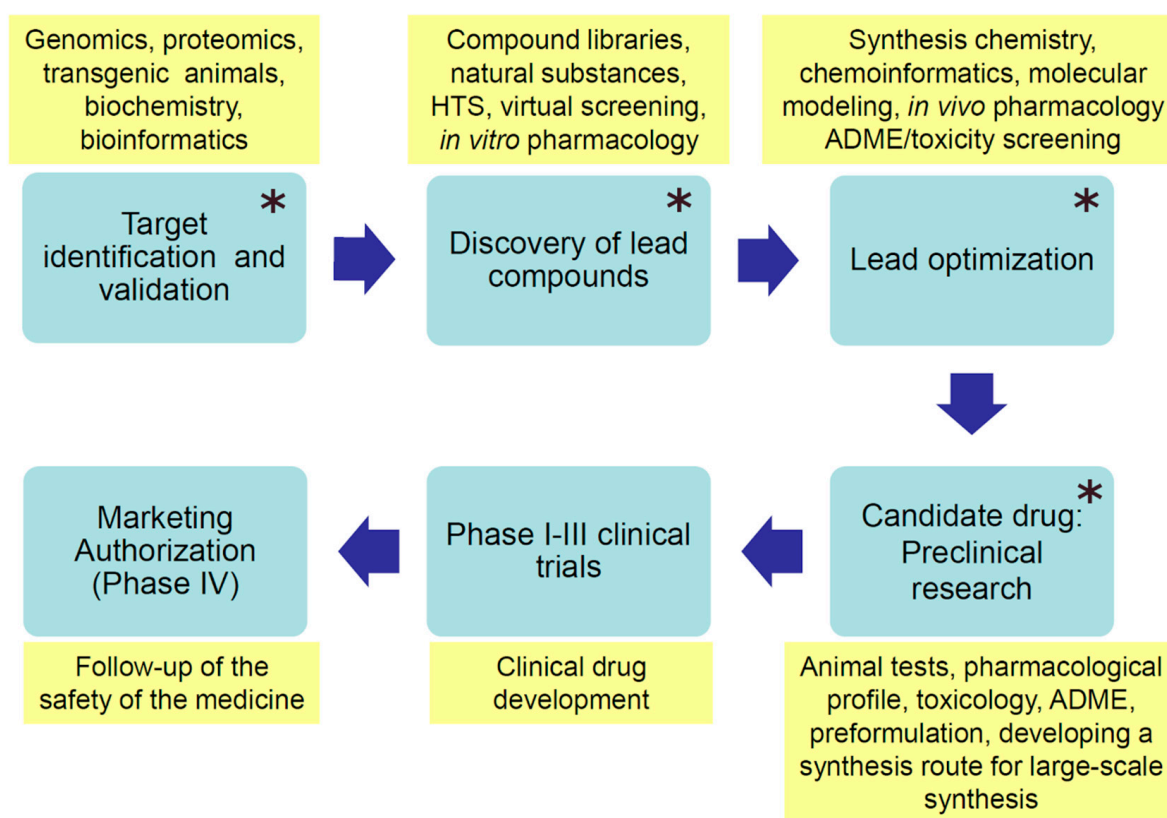 Genomics, proteomics,
transgenic animals,
biochemistry,
bioinformatics
Compound libraries,
natural substances,
HTS, virtual screening,
in vitro pharmacology
Synthesis chemistry,
chemoinformatics, molecular
modeling, in vivo pharmacology
ADME/toxicity screening
*
Target
identification and
validation
*
Discovery of lead
compounds
*
Lead optimization
*
Candidate drug:
Preclinical
research
Phase I-III clinical
trials
Marketing
Authorization
(Phase IV)
Animal tests, pharmacological
profile, toxicology, ADME,
preformulation, developing a
synthesis route for large-scale
synthesis
Clinical drug
development
Follow-up of the
safety of the medicine